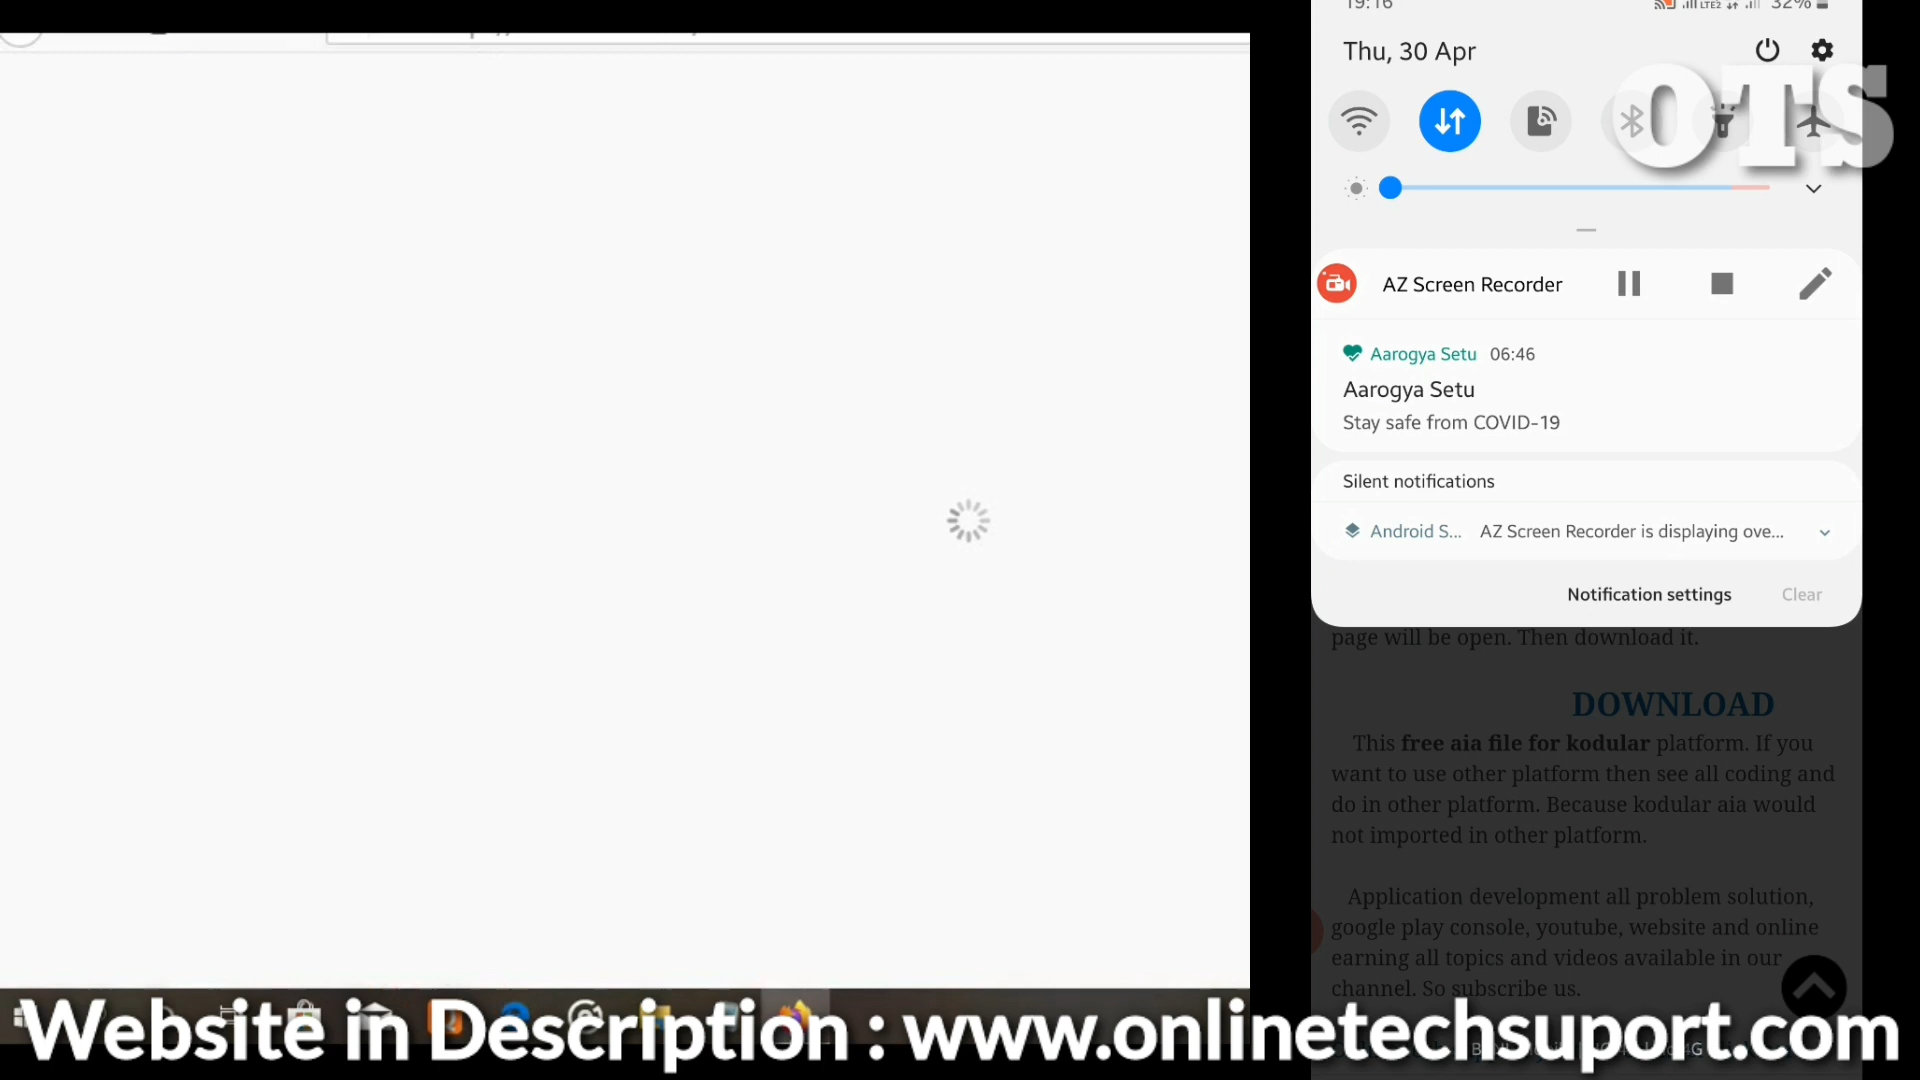 19:16 LTE2 32%
Thu, 30 Apr
OTS
AZ Screen Recorder
Aarogya Setu 06:46
Aarogya Setu
Stay safe from COVID-19
Silent notifications
Android S... AZ Screen Recorder is displaying ove...
Notification settings Clear
page will be open. Then download it.
DOWNLOAD
This free aia file for kodular platform. If you
want to use other platform then see all coding and
do in other platform. Because kodular aia would
not imported in other platform.
Application development all problem solution,
google play console, youtube, website and online
earning all topics and videos available in our
channel. So subscribe us.
Website in Description : www.onlinetechsuport.com